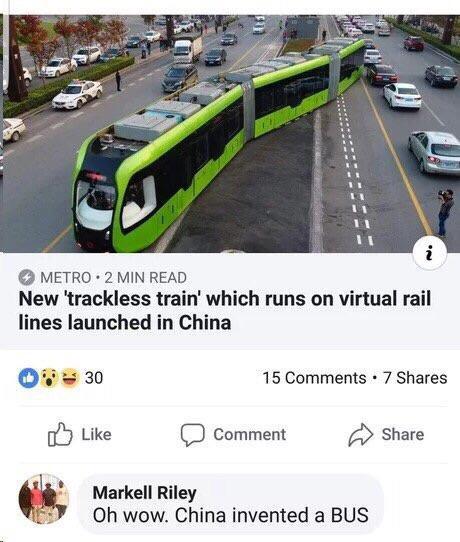 METRO • 2 MIN READ
New 'trackless train' which runs on virtual rail
lines launched in China
30
15 Comments • 7 Shares
Like
Comment
Share
Markell Riley
Oh wow. China invented a BUS